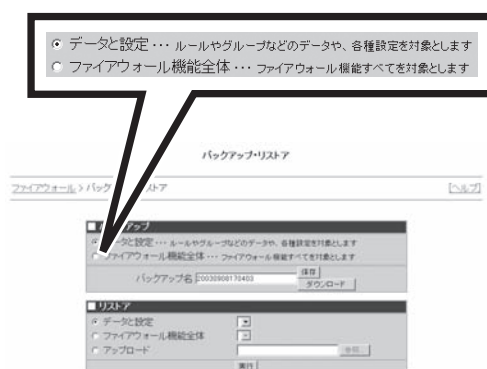 データと設定･･･ ルールやグループなどのデータや、各種設定を対象とします
ファイアウォール機能全体･･･ ファイアウォール機能すべてを対象とします
バックアップ・リストア
ファイアウォール > バック ストア
[ヘルプ]
■ アップ
ータと設定･･･ ルールやグループなどのデータや、各種設定を対象とします
ファイアウォール機能全体･･･ ファイアウォール機能すべてを対象とします
バックアップ名 20030908170403 保存
ダウンロード
■リストア
データと設定
ファイアウォール機能全体
アップロード 参照...
実行